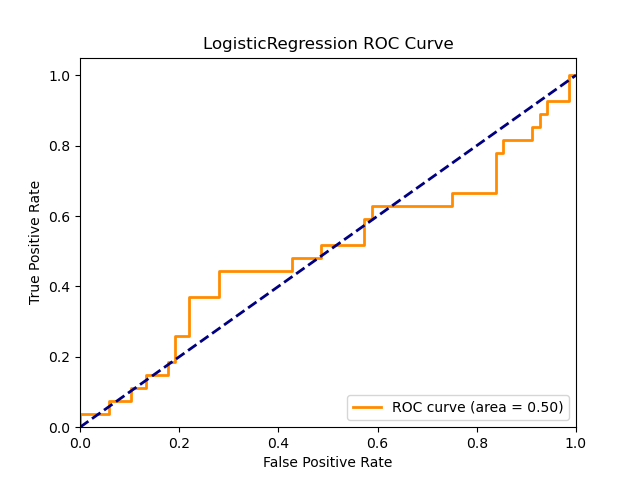 LogisticRegression ROC Curve
True Positive Rate
1.0
0.8
0.6
0.4
0.2
0.0
ROC curve (area = 0.50)
0.0 0.2 0.4 0.6 0.8 1.0
False Positive Rate